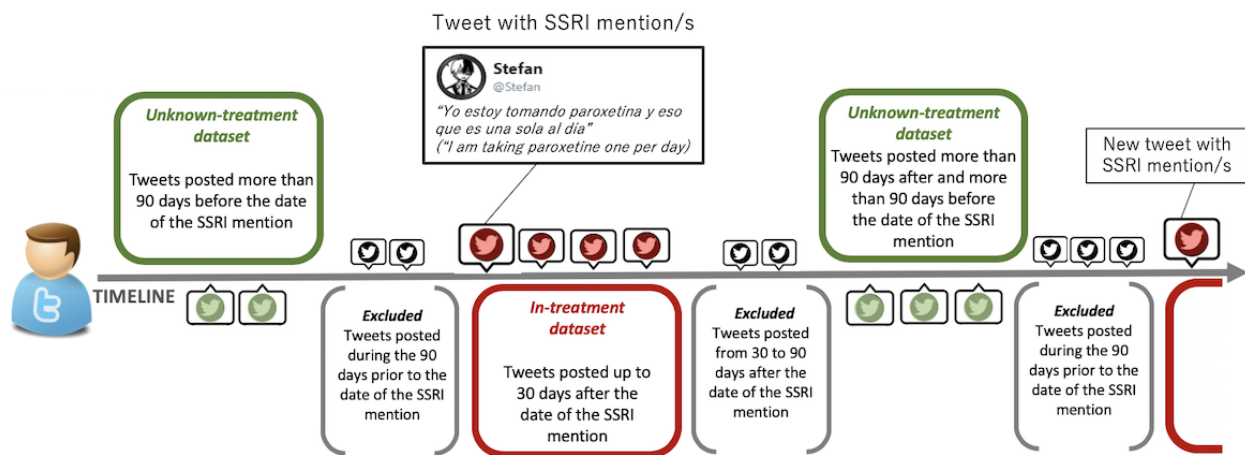 Tweet with SSRI mention/s
Stefan
@Stefan
“Yo estoy tomando paroxetina y eso
que es una sola al día”
(“I am taking paroxetine one per day)
Unknown-treatment
dataset
Tweets posted more than
90 days before the date
of the SSRI mention
Unknown-treatment
dataset
Tweets posted more than
90 days after and more
than 90 days before
the date of the SSRI
mention
New tweet with
SSRI mention/s
TIMELINE
Excluded
Tweets posted
during the 90
days prior to the
date of the SSRI
mention
In-treatment
dataset
Tweets posted up to
30 days after the
date of the SSRI
mention
Excluded
Tweets posted
from 30 to 90
days after the
date of the SSRI
mention
Excluded
Tweets posted
during the 90
days prior to the
date of the SSRI
mention